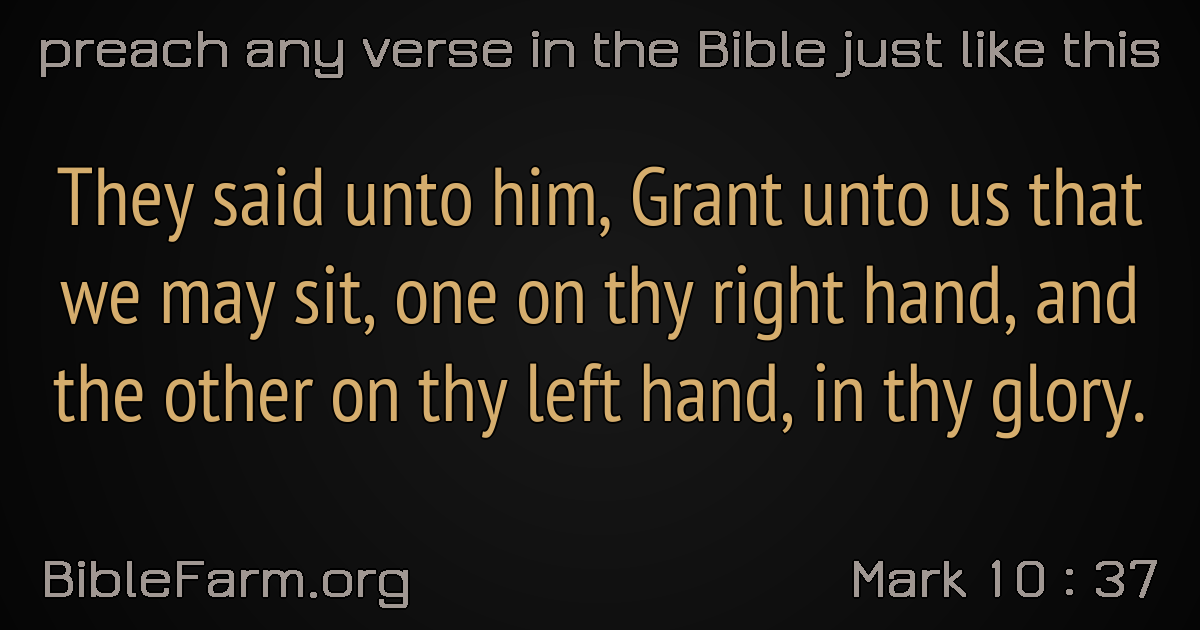 preach any verse in the Bible just like this
They said unto him, Grant unto us that
we may sit, one on thy right hand, and
the other on thy left hand, in thy glory.
BibleFarm.org
Mark 10 : 37